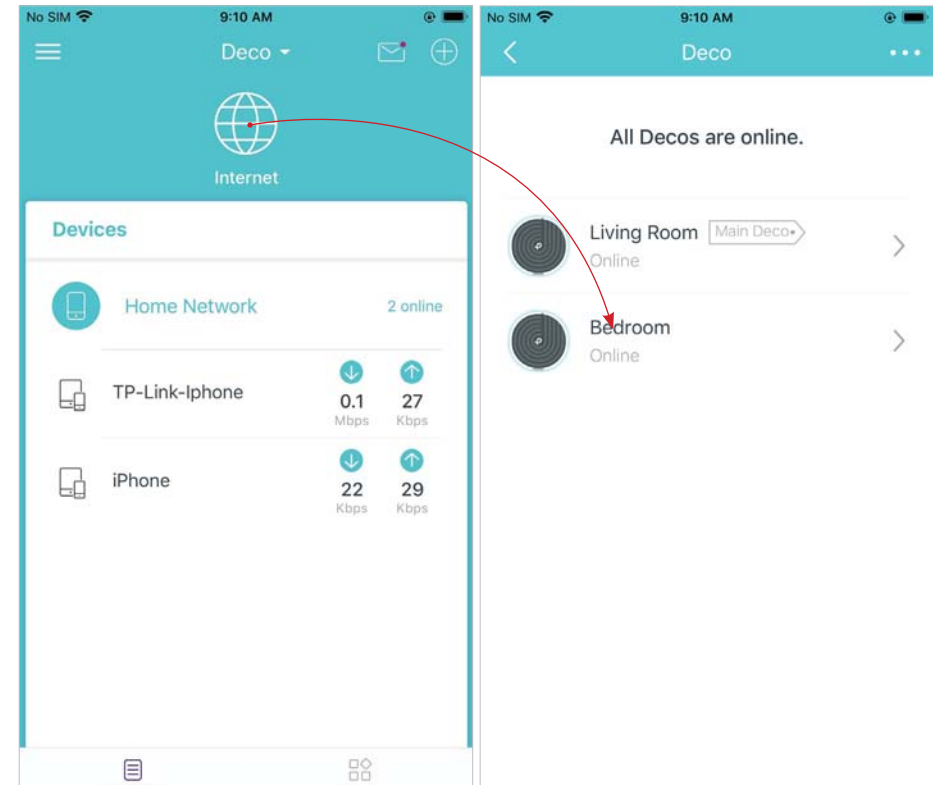 No SIM 9:10 AM
Deco
Internet
Devices
Home Network 2 online
TP-Link-Iphone 0.1 27
Mbps Kbps
iPhone 22 29
Kbps Kbps
No SIM 9:10 AM
Deco
All Decos are online.
Living Room Main Deco
Online
Bedroom
Online